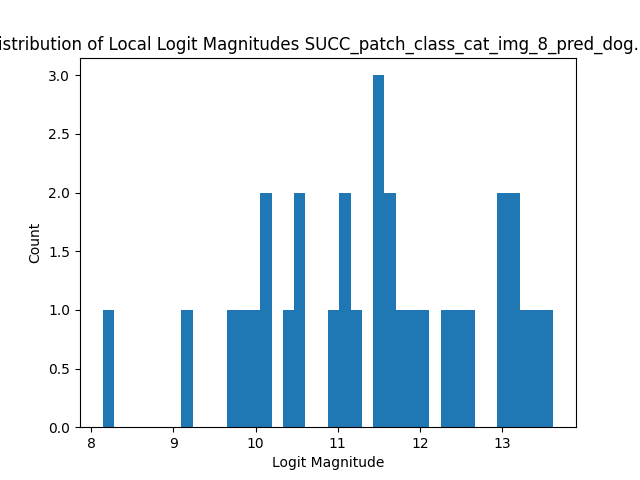 istribution of Local Logit Magnitudes SUCC_patch_class_cat_img_8_pred_dog.
3.0
2.5
2.0
1.5
1.0
0.5
0.0
Count
8 9 10 11 12 13
Logit Magnitude